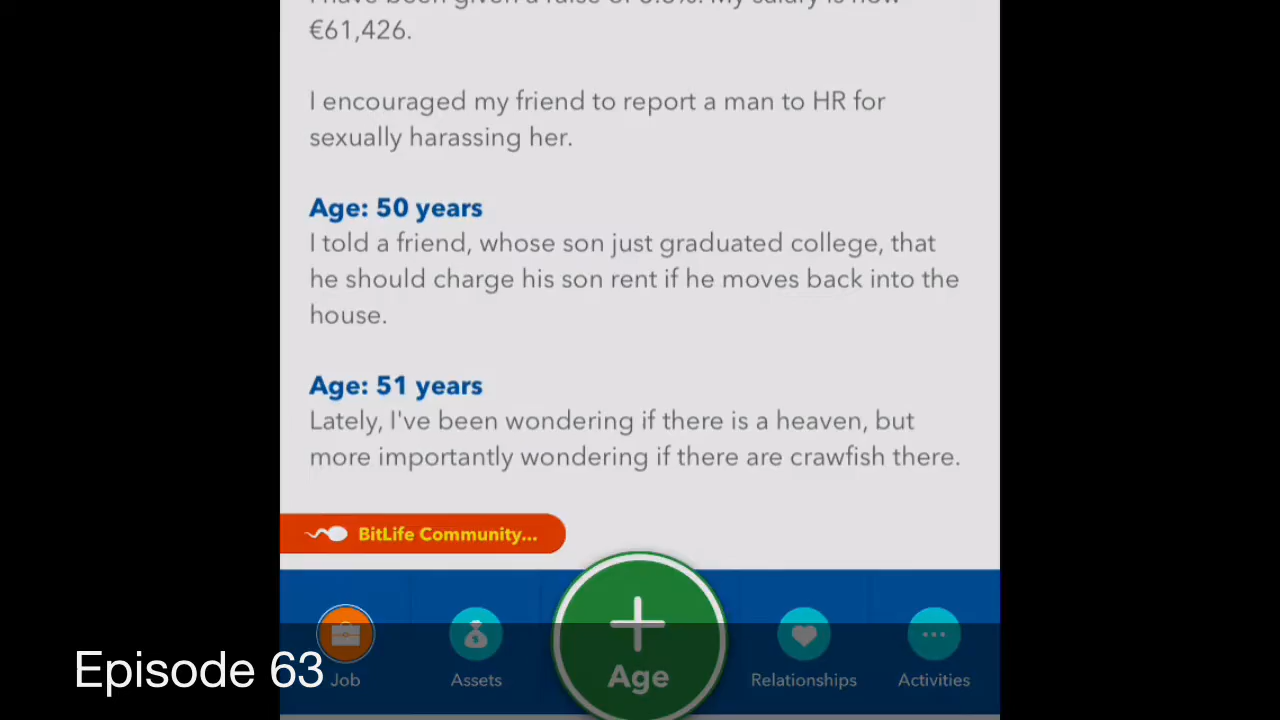 €61,426.
I encouraged my friend to report a man to HR for
sexually harassing her.
Age: 50 years
I told a friend, whose son just graduated college, that
he should charge his son rent if he moves back into the
house.
Age: 51 years
Lately, I've been wondering if there is a heaven, but
more importantly wondering if there are crawfish there.
BitLife Community...
Job
Assets
Age
Relationships
Activities
Episode 63